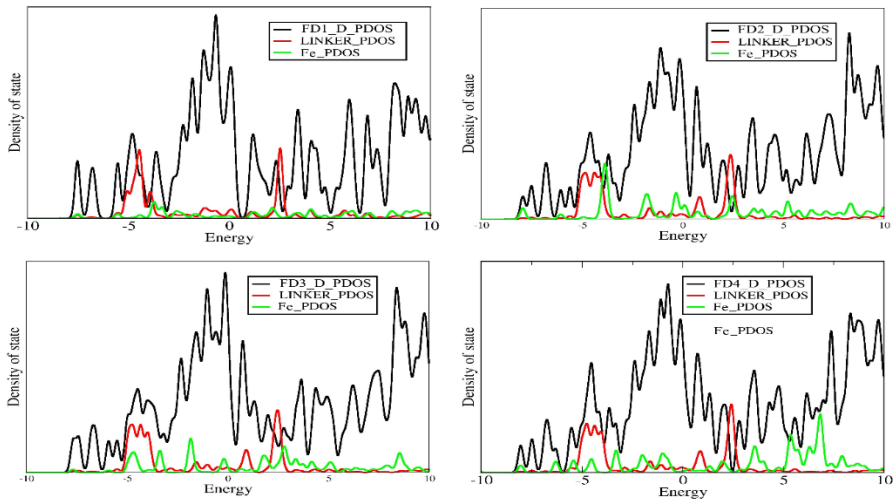 FD1_D_PDOS
LINKER_PDOS
Fe_PDOS
Density of state
-10 -5 0 5 10
Energy
FD2_D_PDOS
LINKER_PDOS
Fe_PDOS
Density of state
-10 -5 0 5 10
Energy
FD3_D_PDOS
LINKER_PDOS
Fe_PDOS
Density of state
-10 -5 0 5 10
Energy
FD4_D_PDOS
LINKER_PDOS
Fe_PDOS
Fe_PDOS
Density of state
-10 -5 0 5 10
Energy